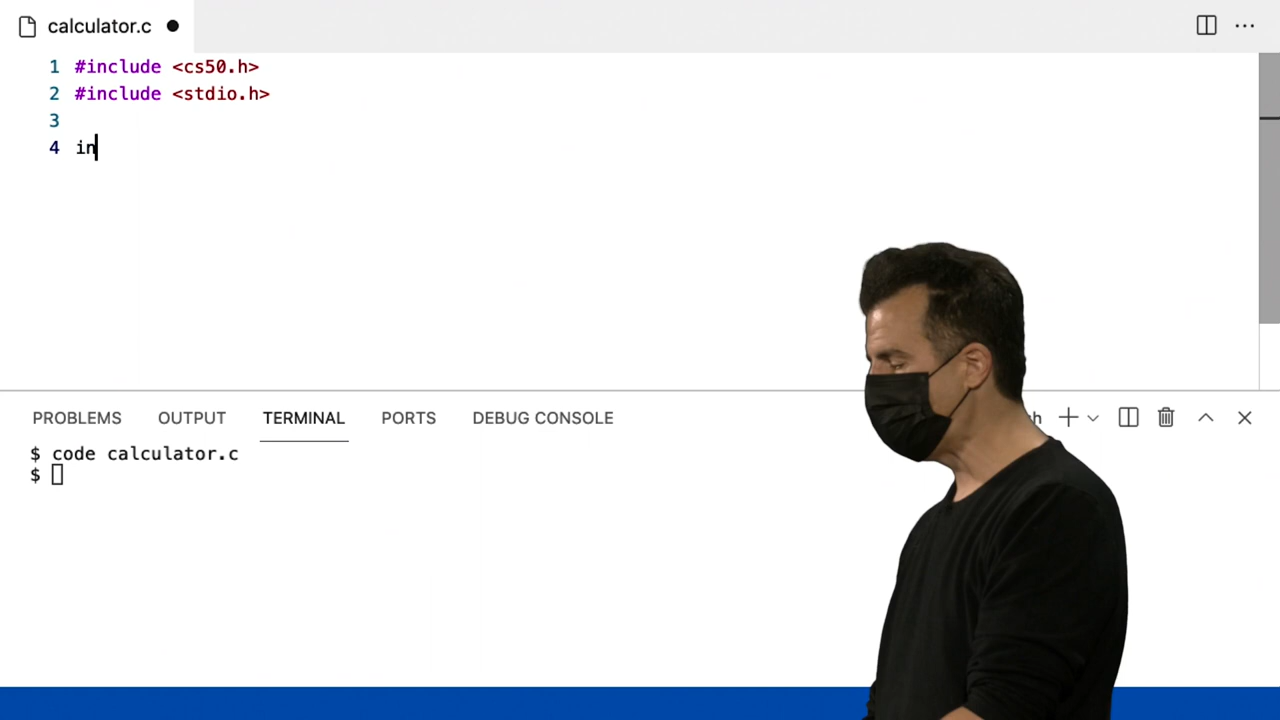 calculator.c
1 #include <cs50.h>
2 #include <stdio.h>
3
4 in
PROBLEMS OUTPUT TERMINAL PORTS DEBUG CONSOLE
$ code calculator.c
$